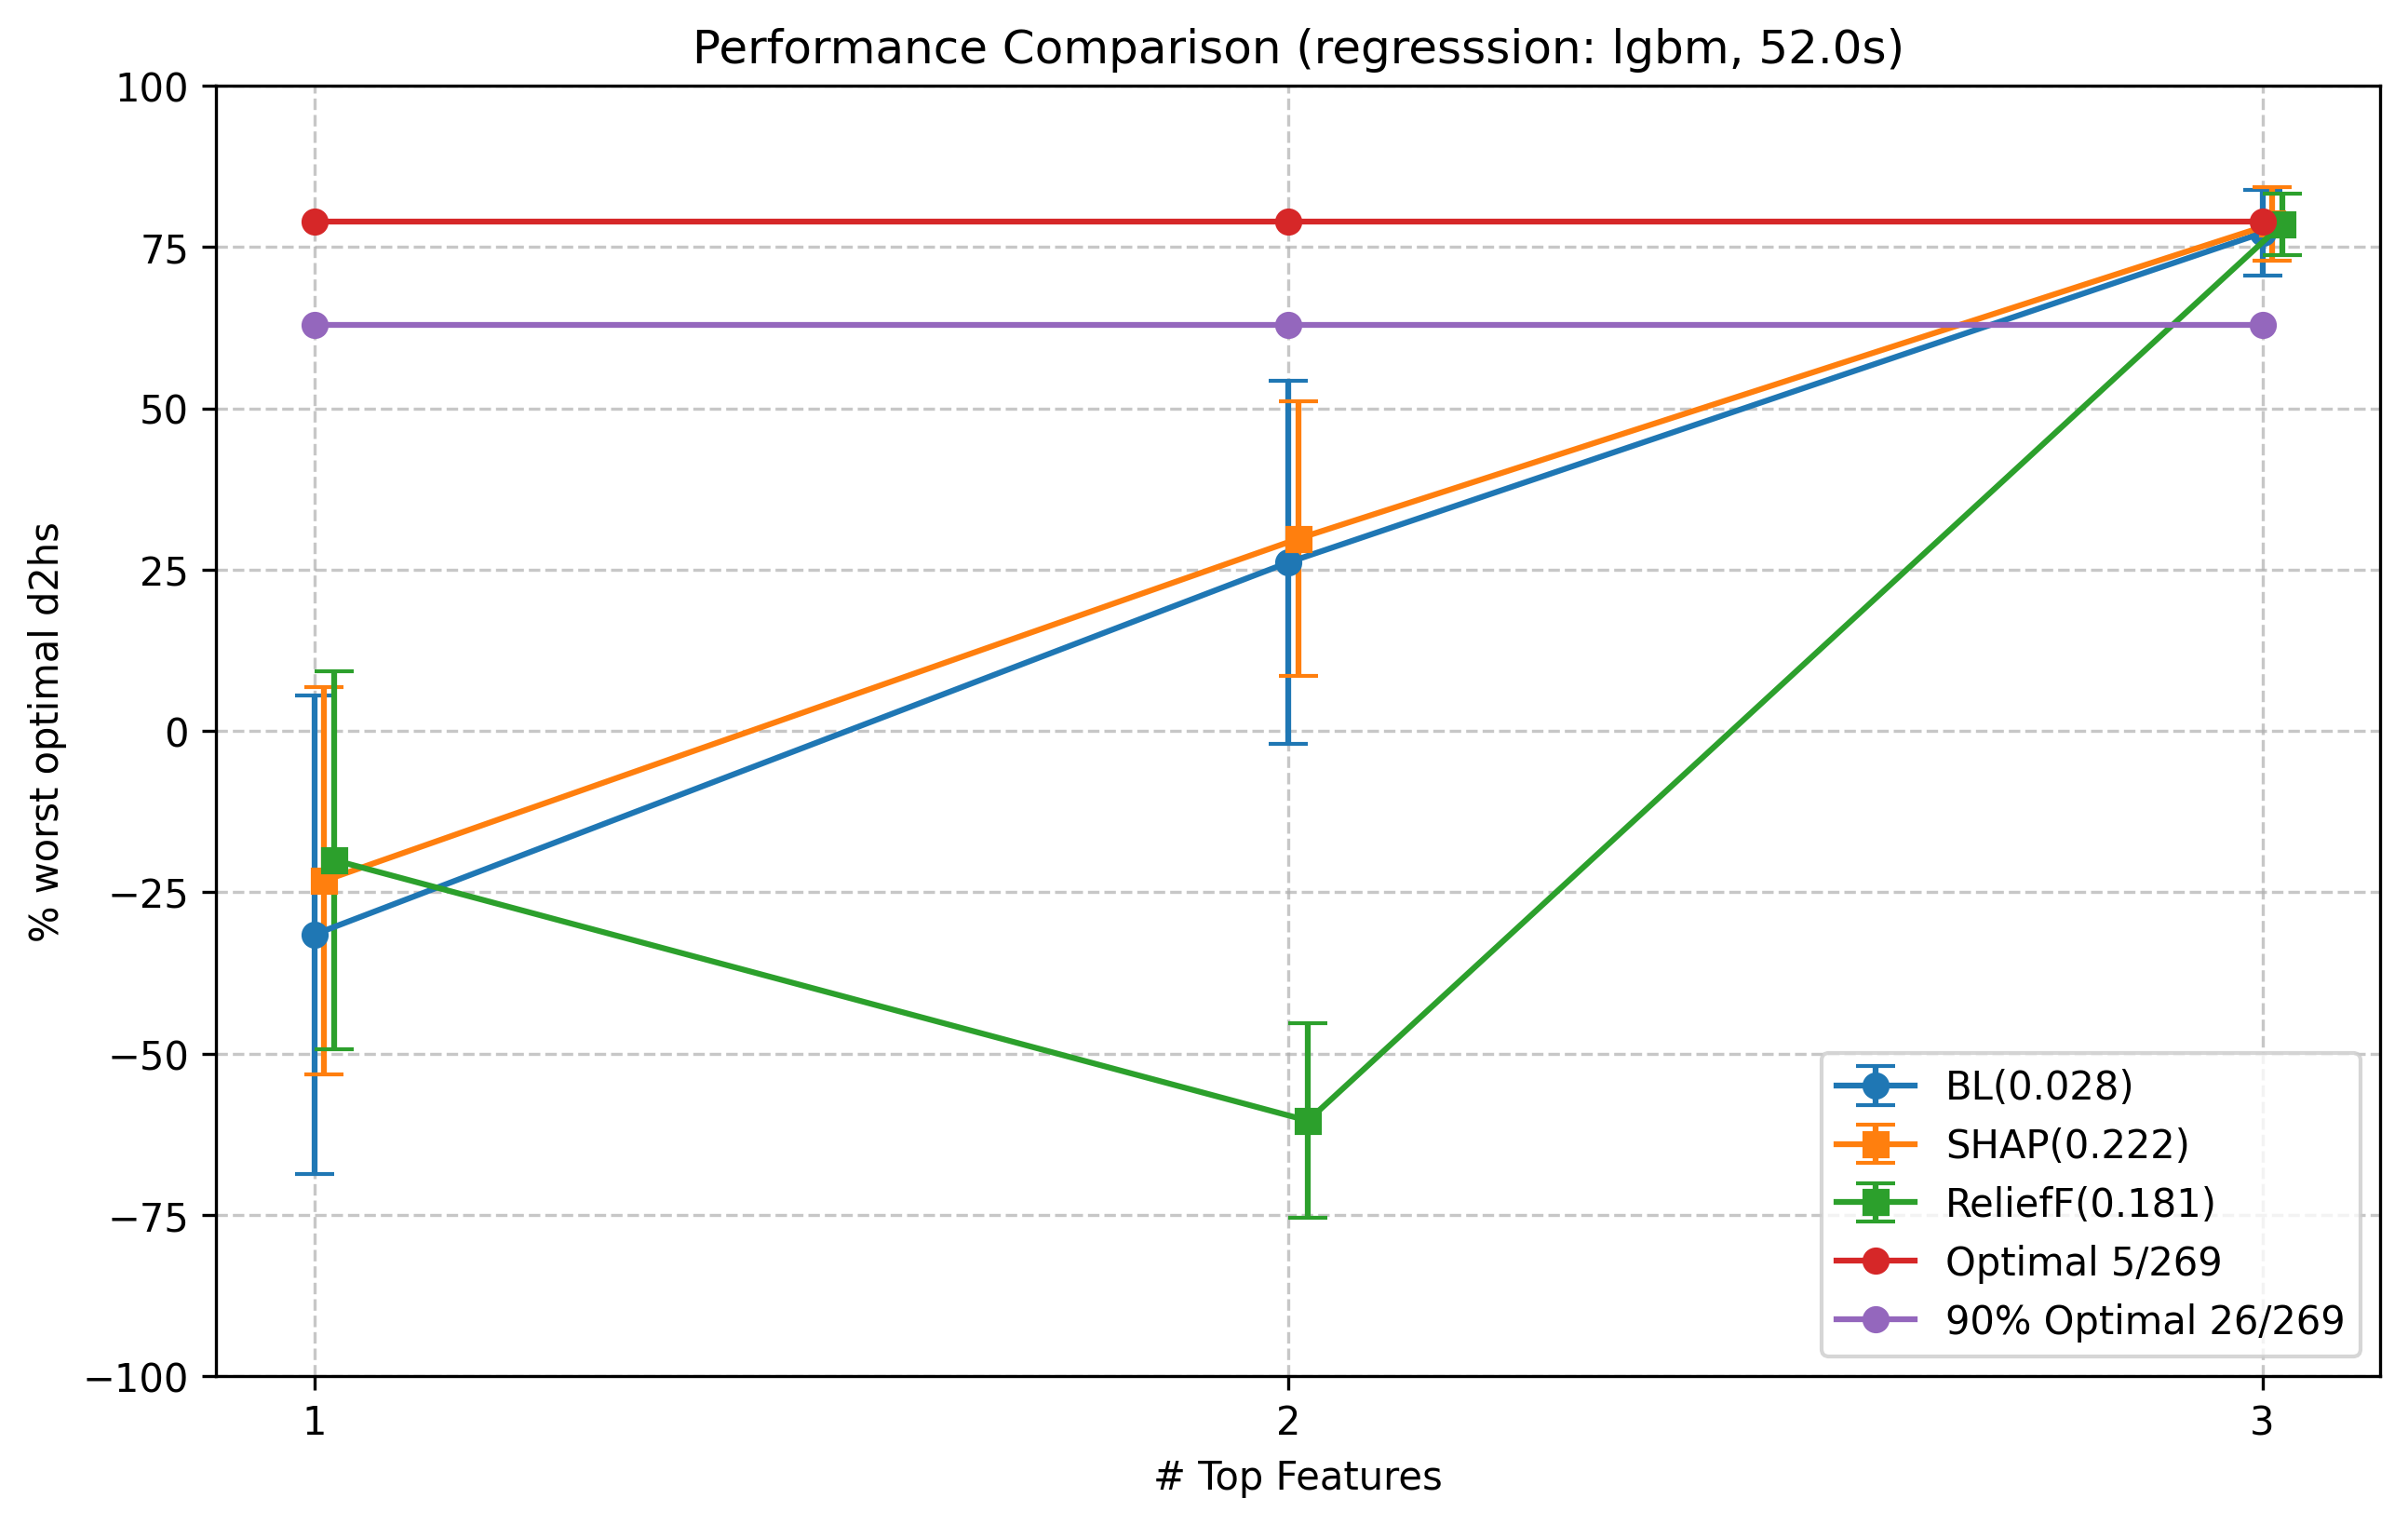 Performance Comparison (regresssion: lgbm, 52.0s)
100
75
50
25
0
−25
−50
−75
−100
% worst optimal d2hs
1
2
3
# Top Features
BL(0.028)
SHAP(0.222)
ReliefF(0.181)
Optimal 5/269
90% Optimal 26/269